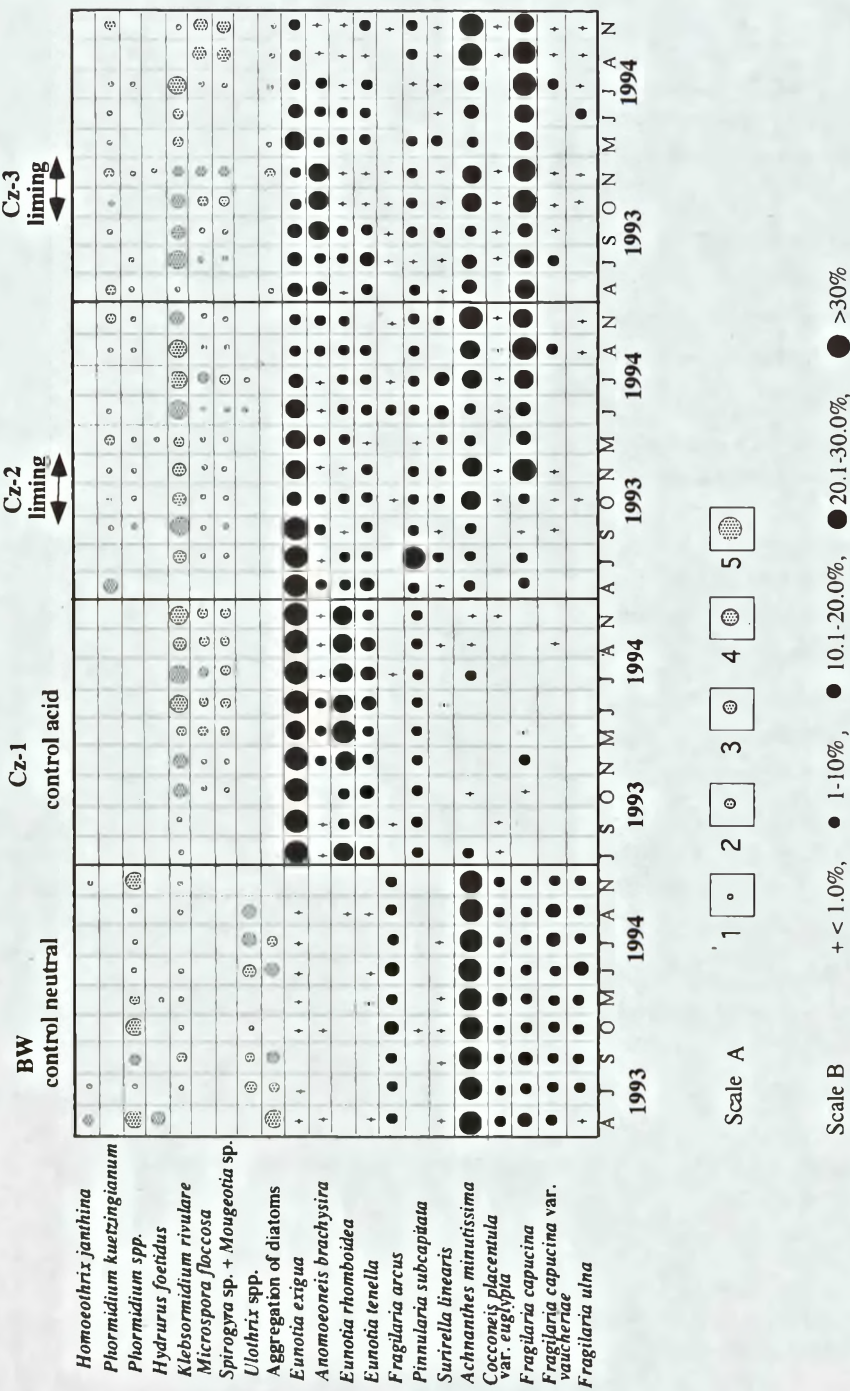 BW
control neutral
Cz-1
control acid
Cz-2
liming
Cz-3
liming
Homoeothrix janthina
Phormidium kuetzingianum
Phormidium spp.
Hydrurus foetidus
Klebsormidium rivulare
Microspora floccosa
Spirogyra sp. + Mougeotia sp.
Ulothrix spp.
Aggregation of diatoms
Eunotia exigua
Anomoeoneis brachysira
Eunotia rhomboidea
Eunotia tenella
Fragilaria arcus
Pinnularia subcapitata
Surirella linearis
Achnanthes minutissima
Cocconeis placentula
var. euglypta
Fragilaria capucina
Fragilaria capucina var.
vaucheriae
Fragilaria ulna
A J S O M J J A N J S O N M J J A N A J S O N M J J A N A J S O N M J J A N
1993 1994 1993 1994 1993 1994 1993 1994
Scale A 1 2 3 4 5
Scale B + < 1.0%, 1-10%, 10.1-20.0%, 20.1-30.0%, >30%